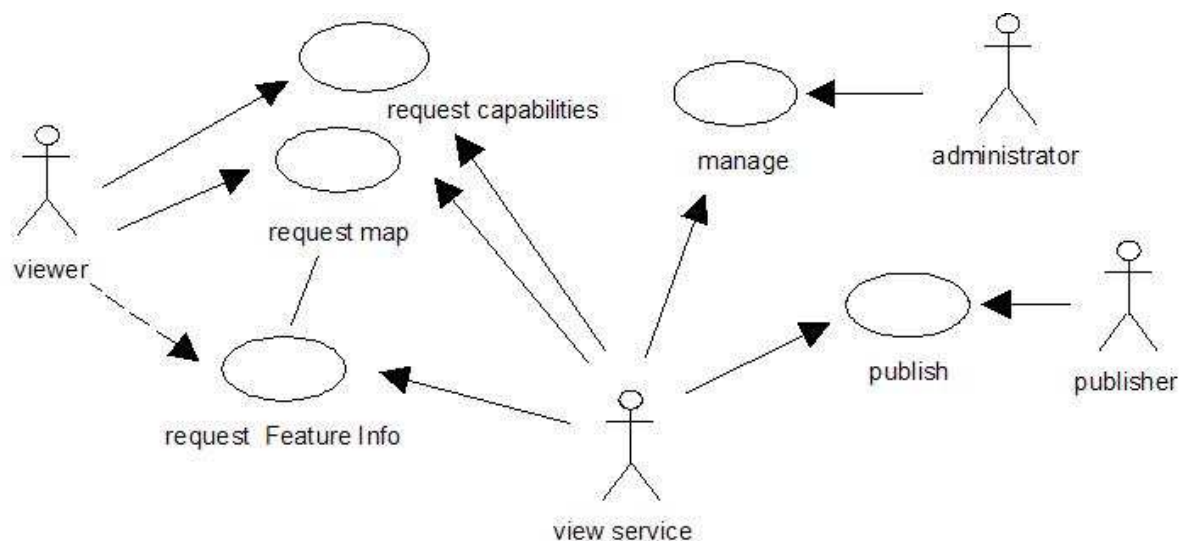 request capabilities
manage
administrator
request map
viewer
publish
publisher
request Feature Info
view service